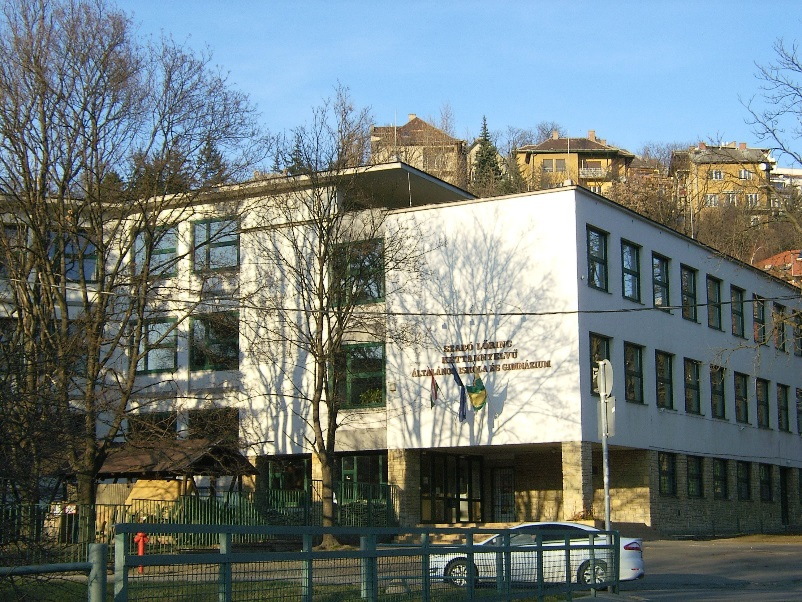 SZABÓ LŐRINC
KÉTTANNYELVŰ
ÁLTALÁNOS ISKOLA ÉS GIMNÁZIUM